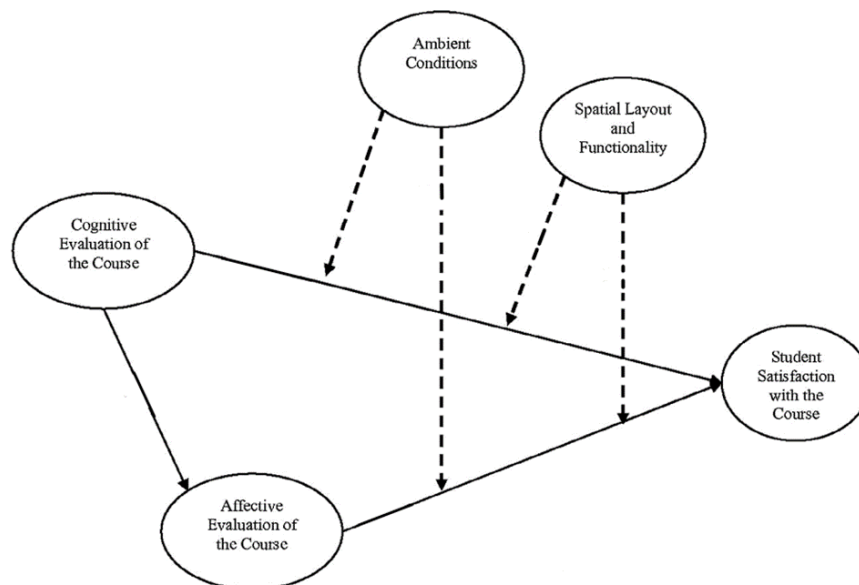 Ambient
Conditions
Spatial Layout
and
Functionality
Cognitive
Evaluation of
the Course
Student
Satisfaction
with the
Course
Affective
Evaluation of
the Course